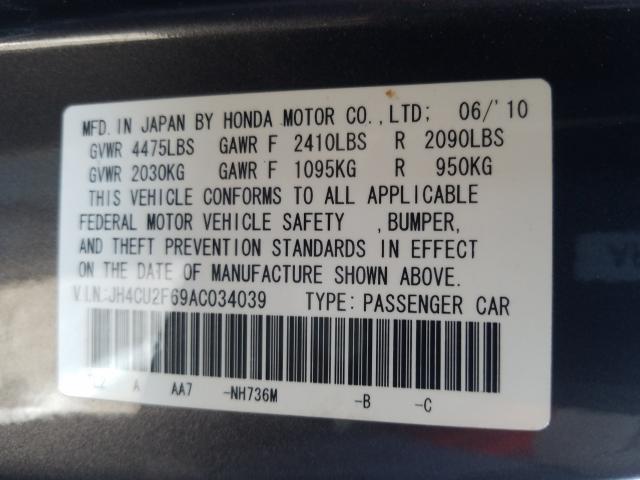 MFD. IN JAPAN BY HONDA MOTOR CO., LTD; 06/'10
GVWR 4475LBS GAWR F 2410LBS R 2090LBS
GVWR 2030KG GAWR F 1095KG R 950KG
THIS VEHICLE CONFORMS TO ALL APPLICABLE
FEDERAL MOTOR VEHICLE SAFETY , BUMPER,
AND THEFT PREVENTION STANDARDS IN EFFECT
ON THE DATE OF MANUFACTURE SHOWN ABOVE.
V.I.N.:JH4CU2F69AC034039 TYPE: PASSENGER CAR
A AA7 -NH736M -B -C